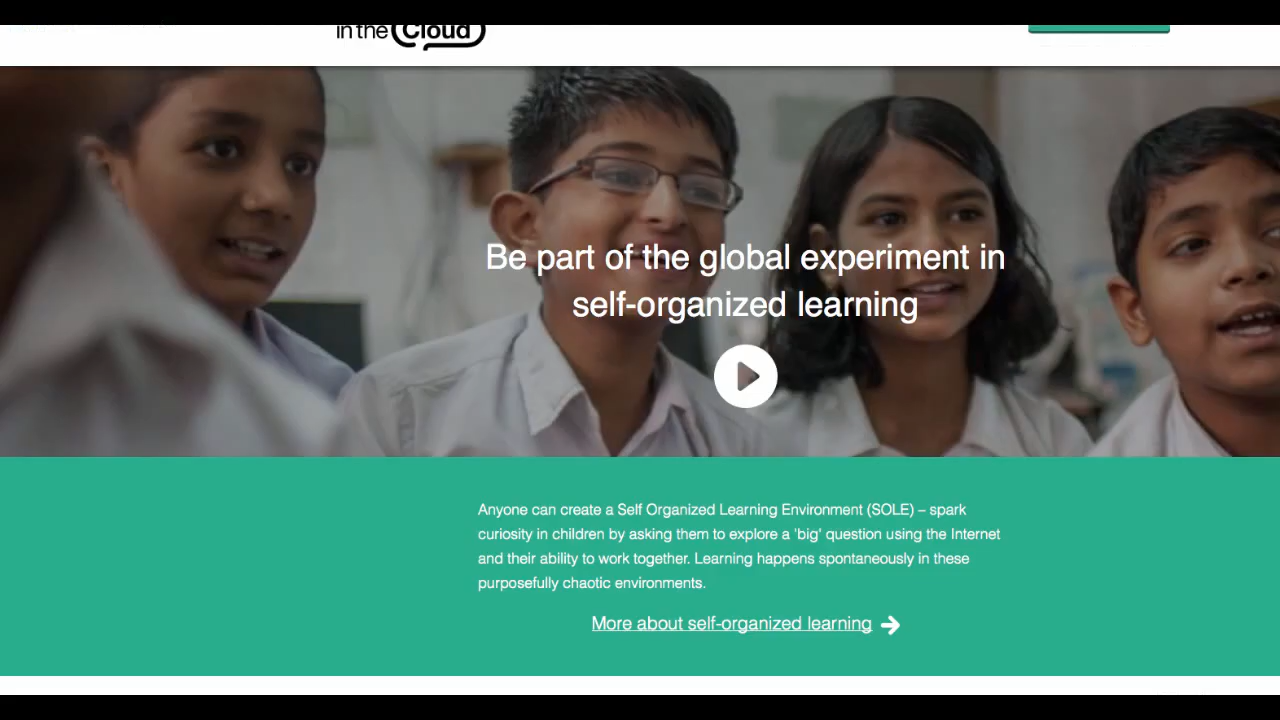 in the Cloud
Be part of the global experiment in
self-organized learning
Anyone can create a Self Organized Learning Environment (SOLE) – spark
curiosity in children by asking them to explore a 'big' question using the Internet
and their ability to work together. Learning happens spontaneously in these
purposefully chaotic environments.
More about self-organized learning